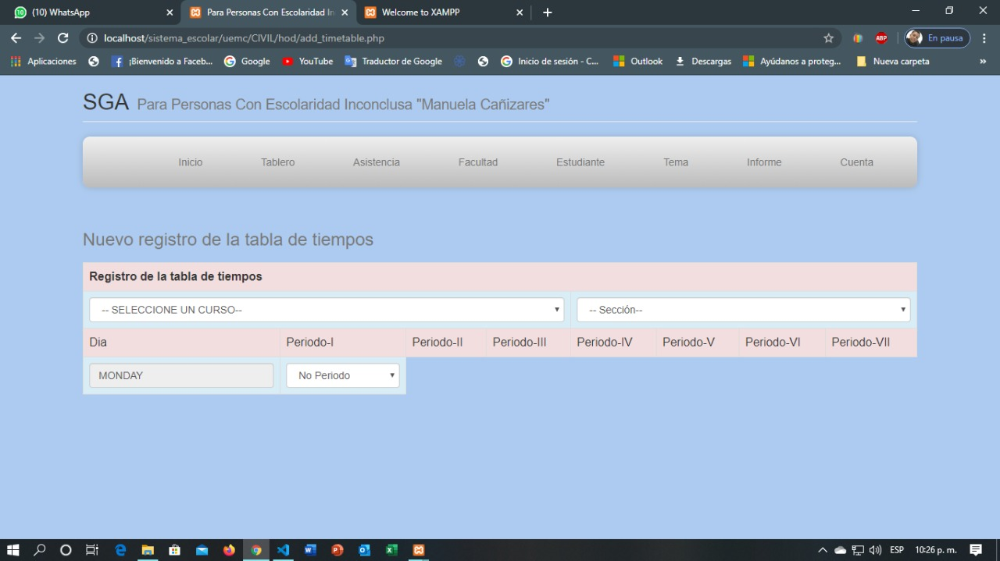 (10) WhatsApp
Para Personas Con Escolaridad In
Welcome to XAMPP
localhost/sistema_escolar/uemc/CIVIL/hod/add_timetable.php
ABP
En pausa
Aplicaciones
¡Bienvenido a Faceb...
Google
YouTube
Traductor de Google
Inicio de sesión - C...
Outlook
Descargas
Ayúdanos a proteg...
Nueva carpeta
»
SGA Para Personas Con Escolaridad Inconclusa "Manuela Cañizares"
Inicio
Tablero
Asistencia
Facultad
Estudiante
Tema
Informe
Cuenta
Nuevo registro de la tabla de tiempos
Registro de la tabla de tiempos
-- SELECCIONE UN CURSO--
-- Sección--
Dia
Periodo-I
Periodo-II
Periodo-III
Periodo-IV
Periodo-V
Periodo-VI
Periodo-VII
MONDAY
No Periodo
ESP
10:26 p. m.